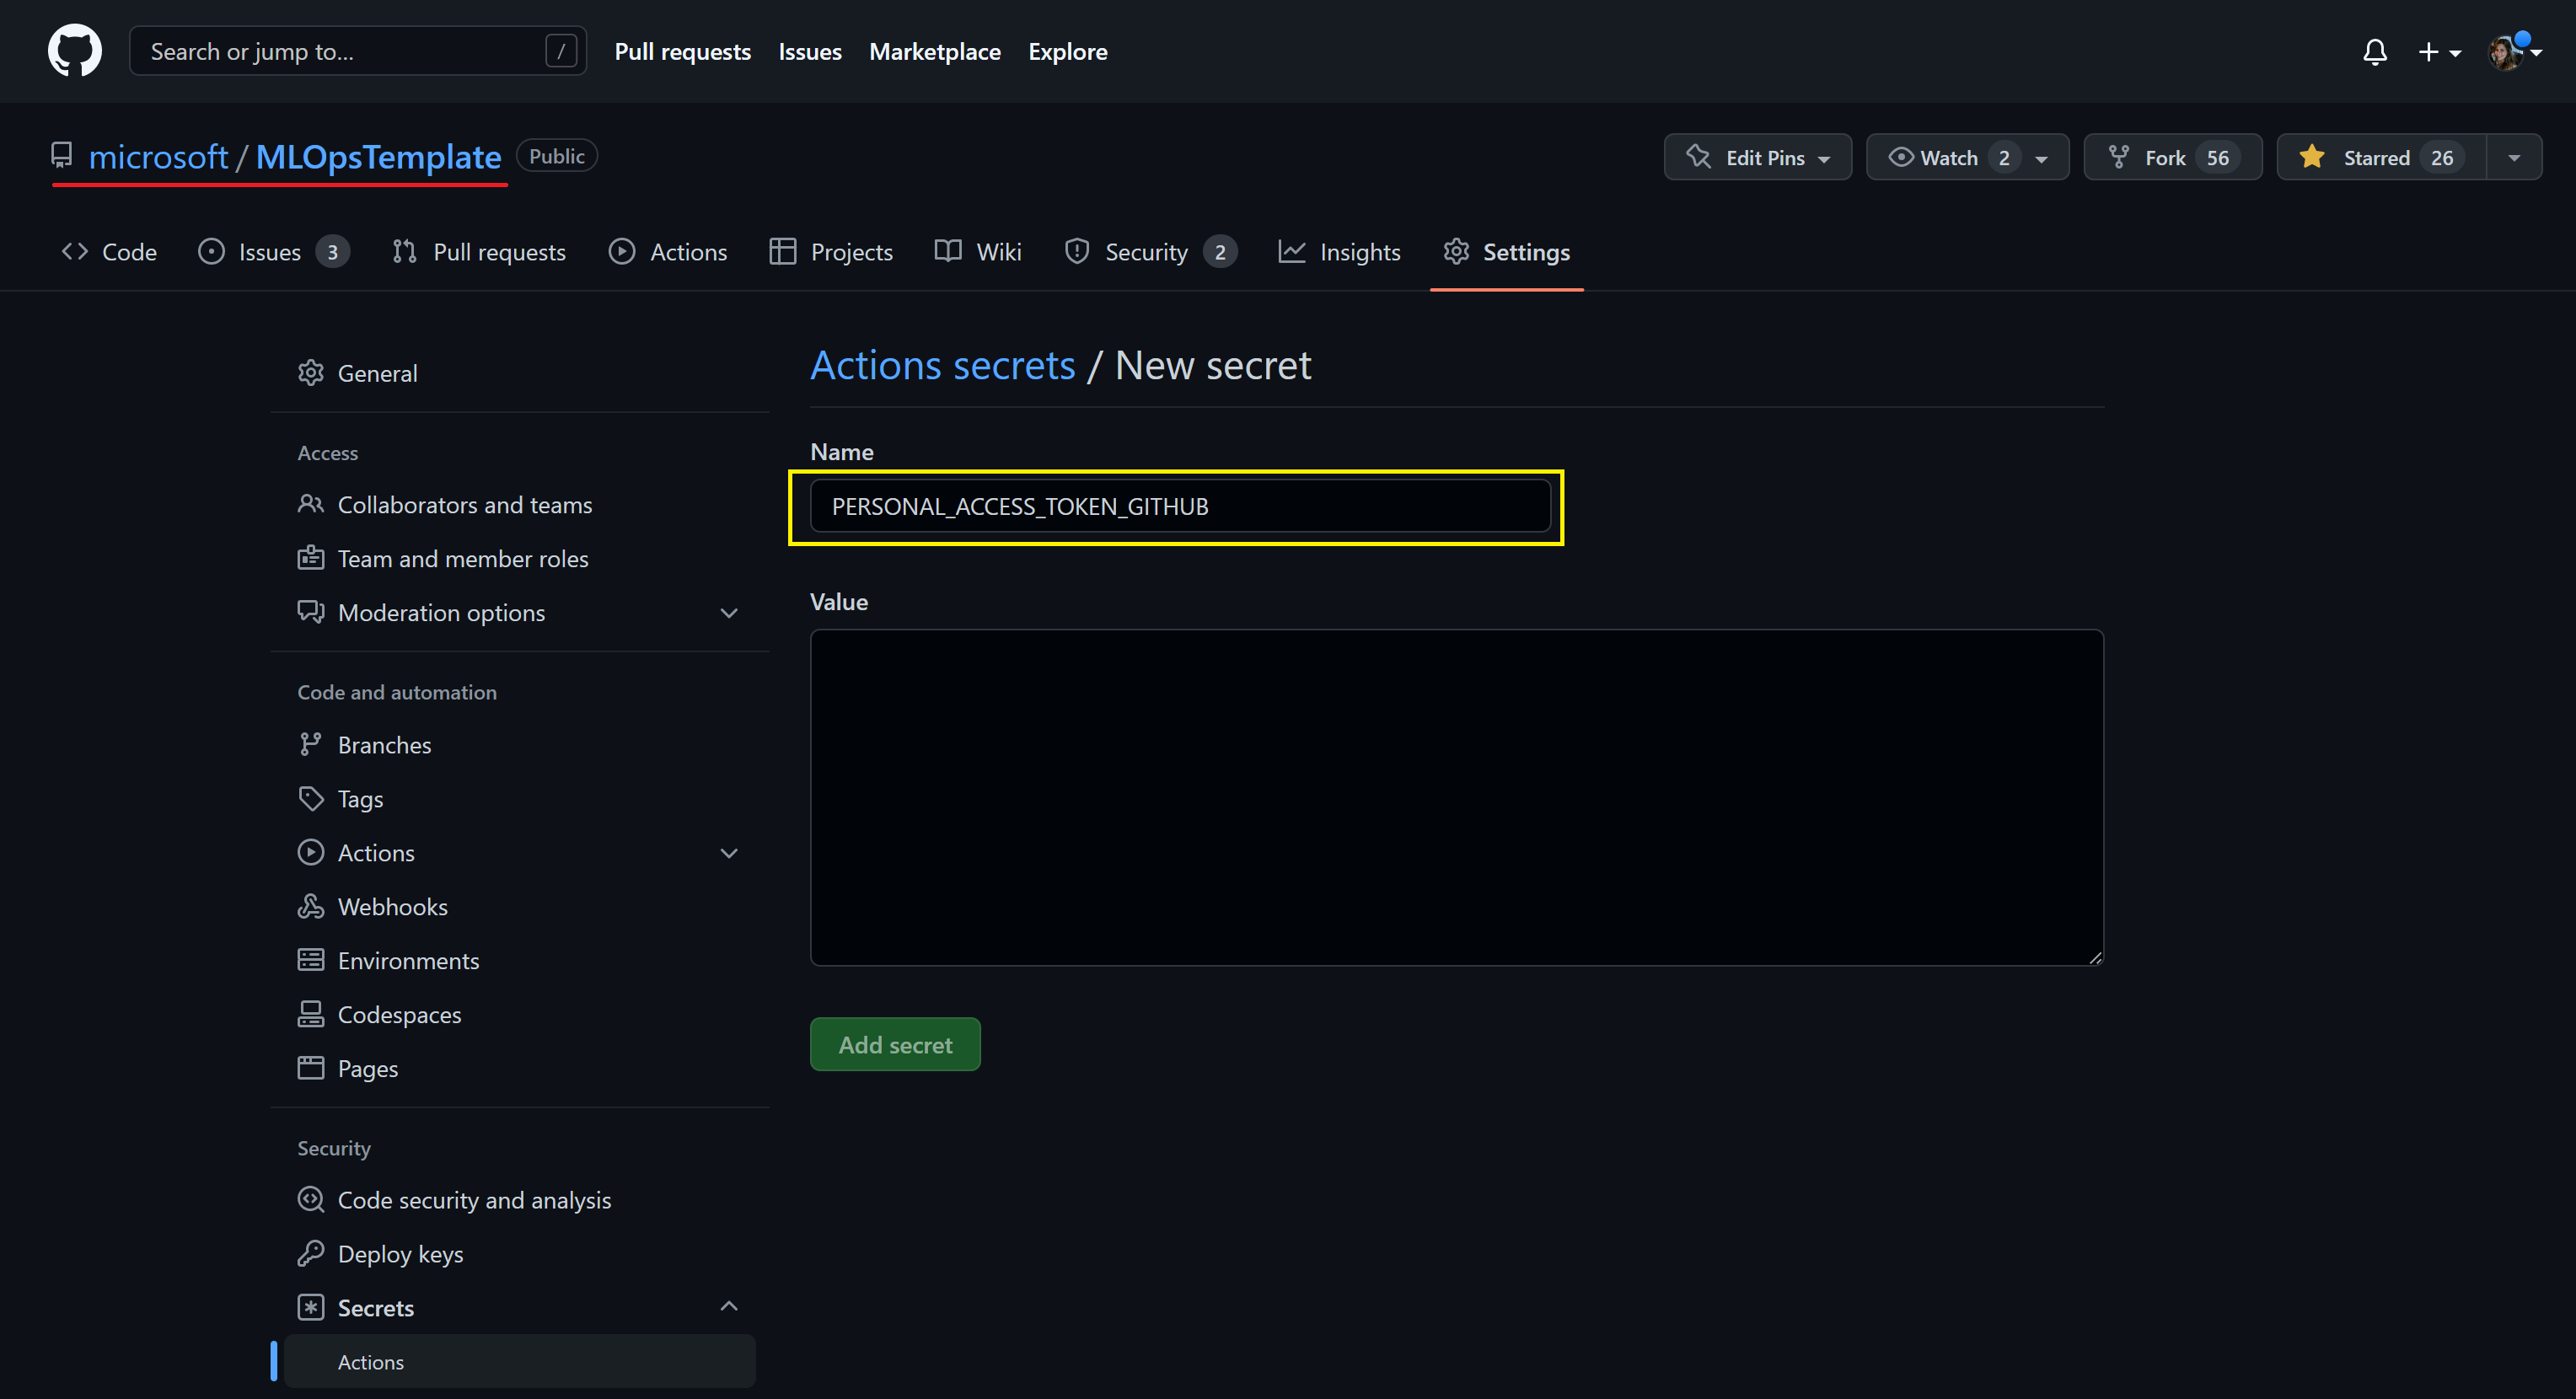 Search or jump to... / Pull requests Issues Marketplace Explore
microsoft / MLOpsTemplate Public Edit Pins Watch 2 Fork 56 Starred 26
Code Issues 3 Pull requests Actions Projects Wiki Security 2 Insights Settings
General
Access
Collaborators and teams
Team and member roles
Moderation options
Code and automation
Branches
Tags
Actions
Webhooks
Environments
Codespaces
Pages
Security
Code security and analysis
Deploy keys
Secrets
Actions
Actions secrets / New secret
Name
PERSONAL_ACCESS_TOKEN_GITHUB
Value
Add secret